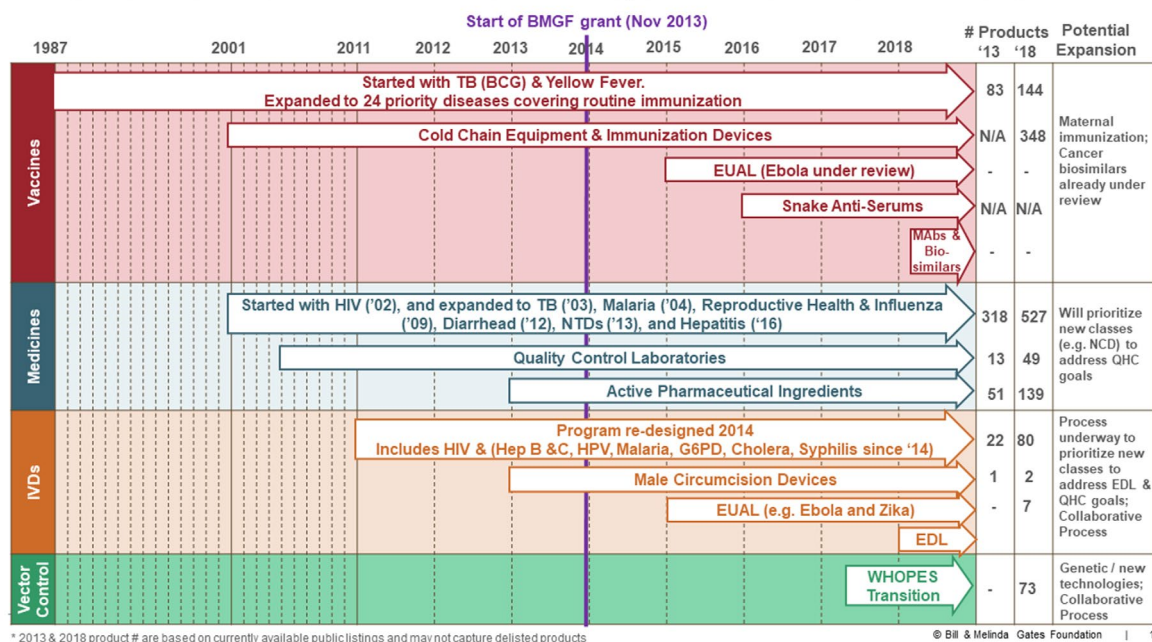 Start of BMGF grant (Nov 2013)
# Products
Potential
Expansion
1987
2001
2011
2012
2013
2014
2015
2016
2017
2018
‘13
‘18
Vaccines
Started with TB (BCG) & Yellow Fever.
Expanded to 24 priority diseases covering routine immunization
83
144
Cold Chain Equipment & Immunization Devices
N/A
348
EUAL (Ebola under review)
-
-
Snake Anti-Serums
N/A
N/A
MAbs &
Bio-
similars
-
-
Maternal
immunization;
Cancer
biosimilars
already under
review
Medicines
Started with HIV (’02), and expanded to TB (’03), Malaria (’04), Reproductive Health & Influenza
(’09), Diarrhead (’12), NTDs (’13), and Hepatitis (‘16)
318
527
Quality Control Laboratories
13
49
Active Pharmaceutical Ingredients
51
139
Will prioritize
new classes
(e.g. NCD) to
address QHC
goals
IVDs
Program re-designed 2014
Includes HIV & (Hep B &C, HPV, Malaria, G6PD, Cholera, Syphilis since ‘14)
22
80
Male Circumcision Devices
1
2
EUAL (e.g. Ebola and Zika)
-
7
EDL
Process
underway to
prioritize new
classes to
address EDL &
QHC goals;
Collaborative
Process
Vector
Control
WHOPES
Transition
-
73
Genetic / new
technologies;
Collaborative
Process
* 2013 & 2018 product # are based on currently available public listings and may not capture delisted products
© Bill & Melinda Gates Foundation | 1